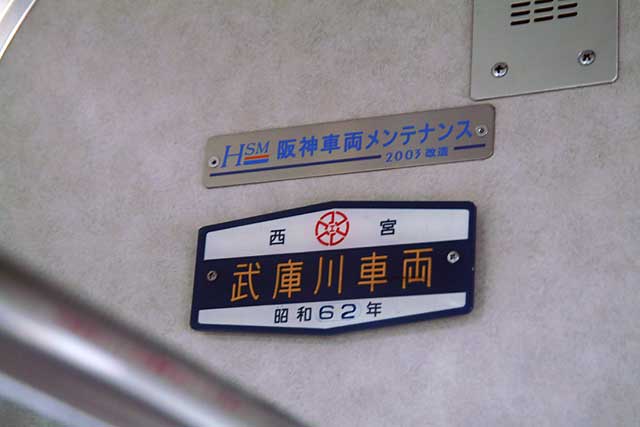 HSM 阪神車両メンテナンス
2003 改造
西 宮
武庫川車両
昭和62年